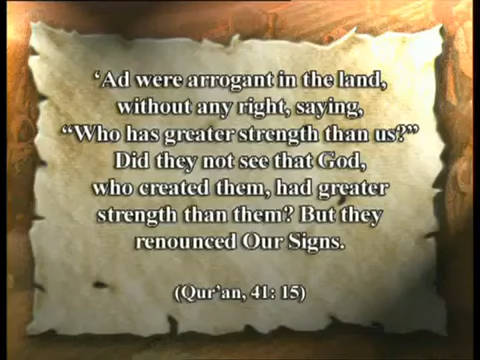 ‘Ad were arrogant in the land,
without any right, saying,
“Who has greater strength than us?”
Did they not see that God,
who created them, had greater
strength than them? But they
renounced Our Signs.
(Qur’an, 41: 15)